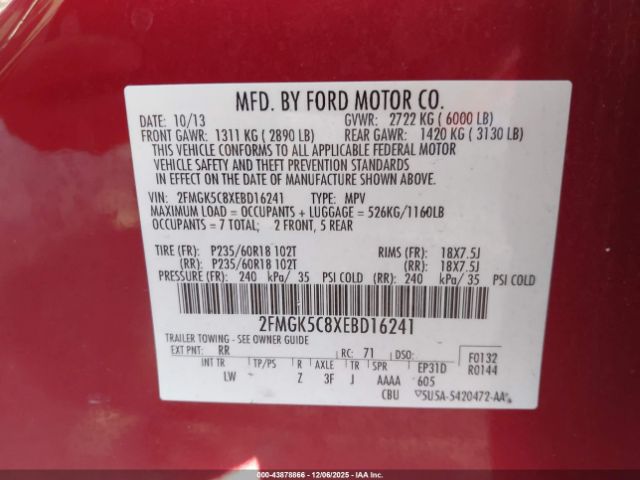 MFD. BY FORD MOTOR CO.
DATE: 10/13 GVWR: 2722 KG ( 6000 LB)
FRONT GAWR: 1311 KG ( 2890 LB) REAR GAWR: 1420 KG ( 3130 LB)
THIS VEHICLE CONFORMS TO ALL APPLICABLE FEDERAL MOTOR
VEHICLE SAFETY AND THEFT PREVENTION STANDARDS
IN EFFECT ON THE DATE OF MANUFACTURE SHOWN ABOVE.
VIN: 2FMGK5C8XEBD16241 TYPE: MPV
MAXIMUM LOAD = OCCUPANTS + LUGGAGE = 526KG/1160LB
OCCUPANTS = 7 TOTAL; 2 FRONT, 5 REAR
TIRE (FR): P235/60R18 102T RIMS (FR): 18X7.5J
(RR): P235/60R18 102T (RR): 18X7.5J
PRESSURE (FR): 240 kPa/ 35 PSI COLD (RR): 240 kPa/ 35 PSI COLD
2FMGK5C8XEBD16241
TRAILER TOWING - SEE OWNER GUIDE
EXT PNT: RR RC: 71 DSO: F0132
INT TR TP/PS R AXLE TR SPR EP31D R0144
LW Z 3F J AAAA 605
CBU 5U5A-5420472-AA
2000-43878866 - 12/06/2025 - IAA Inc.